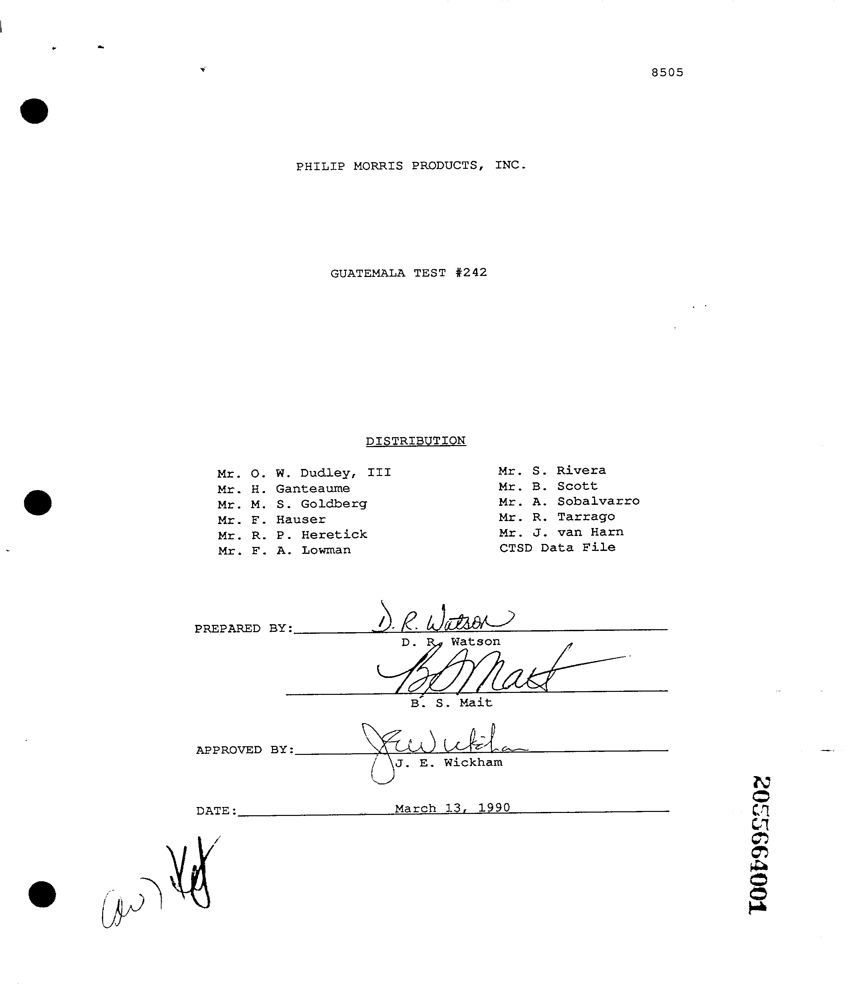 8505
PHILIP MORRIS PRODUCTS, INC.
GUATEMALA TEST #242
DISTRIBUTION
Mr. O. W. Dudley, III
Mr. H. Ganteaume
Mr. M. S. Goldberg
Mr. F. Hauser
Mr. R. P. Heretick
Mr. F. A. Lowman
Mr. S. Rivera
Mr. B. Scott
Mr. A. Sobalvarro
Mr. R. Tarrago
Mr. J. van Harn
CTSD Data File
PREPARED BY: D. R. Watson
D. R. Watson
B S Mait
B. S. Mait
APPROVED BY: J E Wickham
J. E. Wickham
DATE: March 13, 1990
2055664001